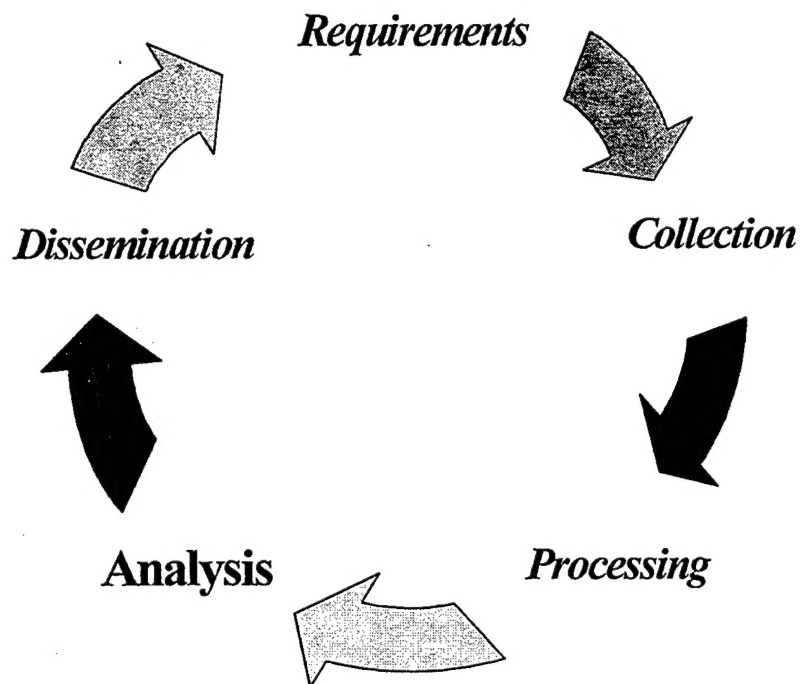 Requirements
Collection
Processing
Analysis
Dissemination